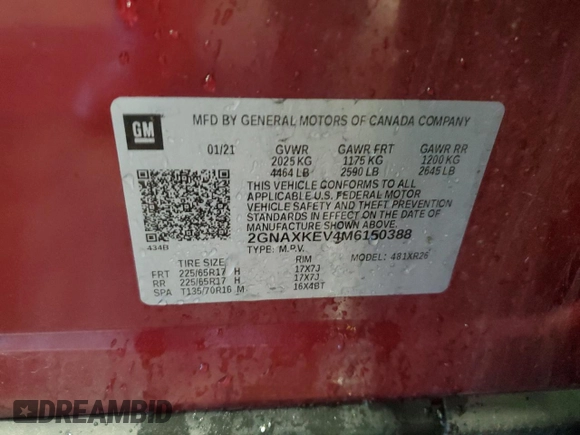 GM
MFD BY GENERAL MOTORS OF CANADA COMPANY
01/21 GVWR GAWR FRT GAWR RR
2025 KG 1175 KG 1200 KG
4464 LB 2590 LB 2645 LB
THIS VEHICLE CONFORMS TO ALL
APPLICABLE U.S. FEDERAL MOTOR
VEHICLE SAFETY AND THEFT PREVENTION
STANDARDS IN EFFECT ON THE DATE OF
MANUFACTURE SHOWN ABOVE.
2GNAXKEV4M6150388
434B
TYPE: M.P.V. MODEL: 481XR26
TIRE SIZE RIM
FRT 225/65R17 H 17X7J
RR 225/65R17 H 17X7J
SPA T135/70R16 M 16X4BT
DREAMBID